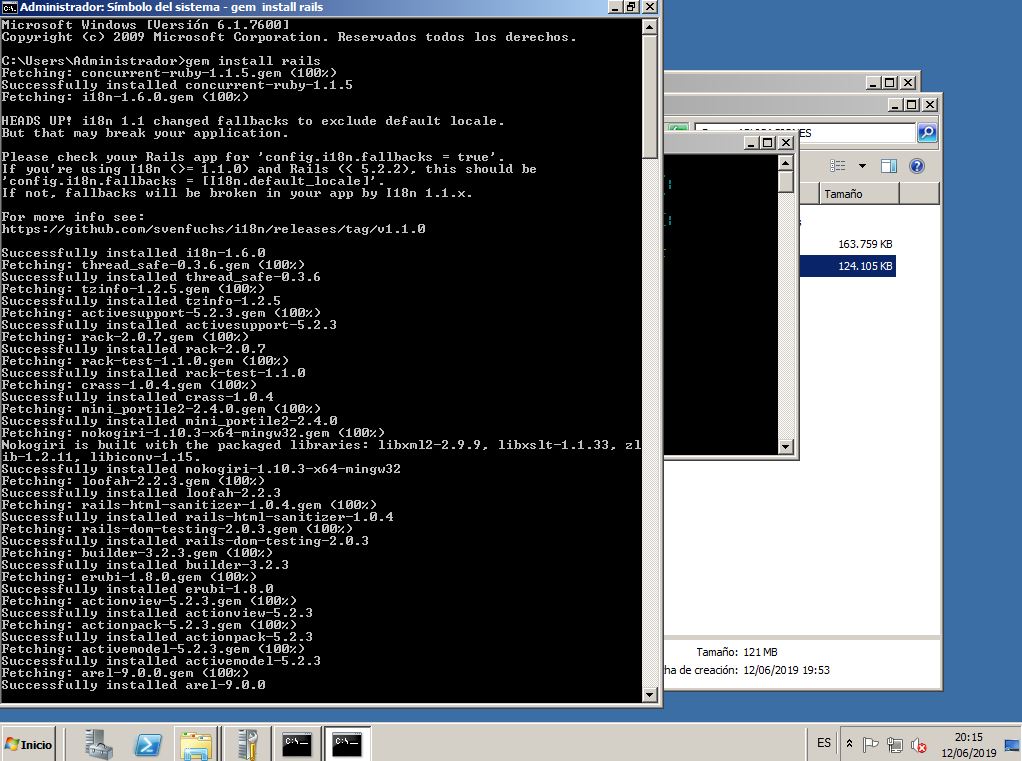 Administrador: Símbolo del sistema - gem install rails
Microsoft Windows [Versión 6.1.7600]
Copyright (c) 2009 Microsoft Corporation. Reservados todos los derechos.
C:\Users\Administrador>gem install rails
Fetching: concurrent-ruby-1.1.5.gem (100%)
Successfully installed concurrent-ruby-1.1.5
Fetching: i18n-1.6.0.gem (100%)
HEADS UP! i18n 1.1 changed fallbacks to exclude default locale.
But that may break your application.
Please check your Rails app for 'config.i18n.fallbacks = true'.
If you're using I18n (>= 1.1.0) and Rails (< 5.2.2), this should be
'config.i18n.fallbacks = [I18n.default_locale]'.
If not, fallbacks will be broken in your app by I18n 1.1.x.
For more info see:
https://github.com/svenfuchs/i18n/releases/tag/v1.1.0
Successfully installed i18n-1.6.0
Fetching: thread_safe-0.3.6.gem (100%)
Successfully installed thread_safe-0.3.6
Fetching: tzinfo-1.2.5.gem (100%)
Successfully installed tzinfo-1.2.5
Fetching: activesupport-5.2.3.gem (100%)
Successfully installed activesupport-5.2.3
Fetching: rack-2.0.7.gem (100%)
Successfully installed rack-2.0.7
Fetching: rack-test-1.1.0.gem (100%)
Successfully installed rack-test-1.1.0
Fetching: crass-1.0.4.gem (100%)
Successfully installed crass-1.0.4
Fetching: mini_portile2-2.4.0.gem (100%)
Successfully installed mini_portile2-2.4.0
Fetching: nokogiri-1.10.3-x64-mingw32.gem (100%)
Nokogiri is built with the packaged libraries: libxml2-2.9.9, libxslt-1.1.33, zl
ib-1.2.11, libiconv-1.15.
Successfully installed nokogiri-1.10.3-x64-mingw32
Fetching: loofah-2.2.3.gem (100%)
Successfully installed loofah-2.2.3
Fetching: rails-html-sanitizer-1.0.4.gem (100%)
Successfully installed rails-html-sanitizer-1.0.4
Fetching: rails-dom-testing-2.0.3.gem (100%)
Successfully installed rails-dom-testing-2.0.3
Fetching: builder-3.2.3.gem (100%)
Successfully installed builder-3.2.3
Fetching: erubi-1.8.0.gem (100%)
Successfully installed erubi-1.8.0
Fetching: actionview-5.2.3.gem (100%)
Successfully installed actionview-5.2.3
Fetching: actionpack-5.2.3.gem (100%)
Successfully installed actionpack-5.2.3
Fetching: activemodel-5.2.3.gem (100%)
Successfully installed activemodel-5.2.3
Fetching: arel-9.0.0.gem (100%)
Successfully installed arel-9.0.0
Tamaño
163.759 KB
124.105 KB
Tamaño: 121 MB
ha de creación: 12/06/2019 19:53
Inicio
ES
20:15
12/06/2019